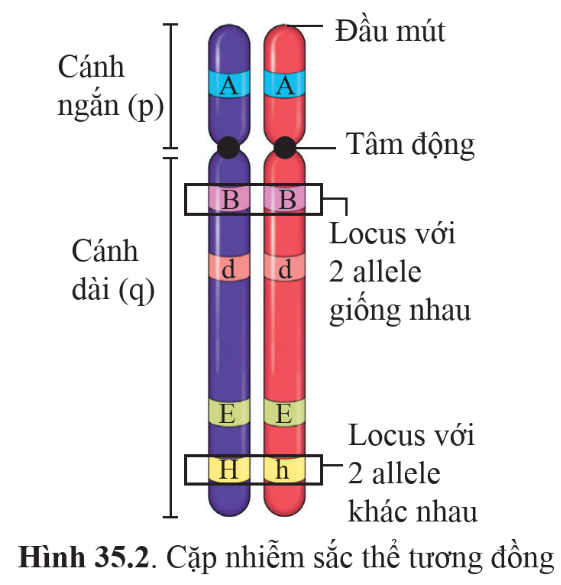 Đầu mút
Cánh
ngắn (p)
A A
Tâm động
B B
Locus với
2 allele
giống nhau
Cánh
dài (q)
d d
E E
H h
Locus với
2 allele
khác nhau
Hình 35.2. Cặp nhiễm sắc thể tương đồng